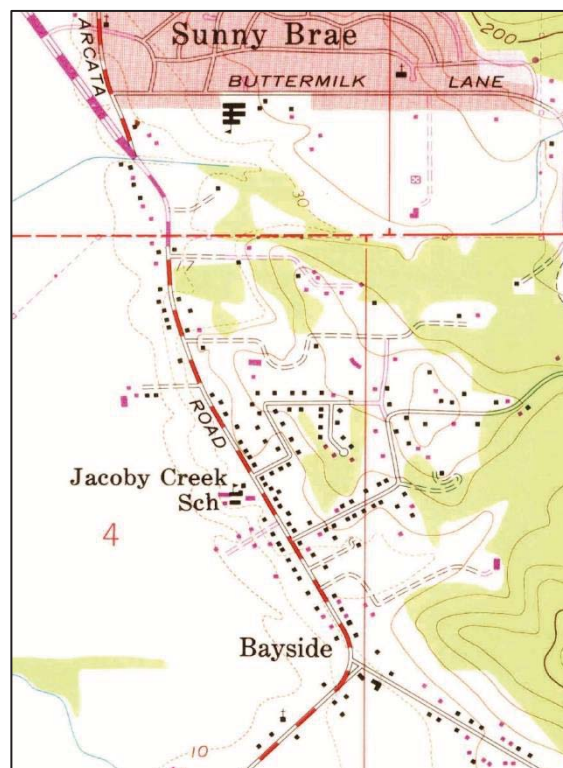 Sunny Brae
200
ARCATA
BUTTERMILK LANE
30
ROAD
Jacoby Creek
Sch
4
Bayside
10